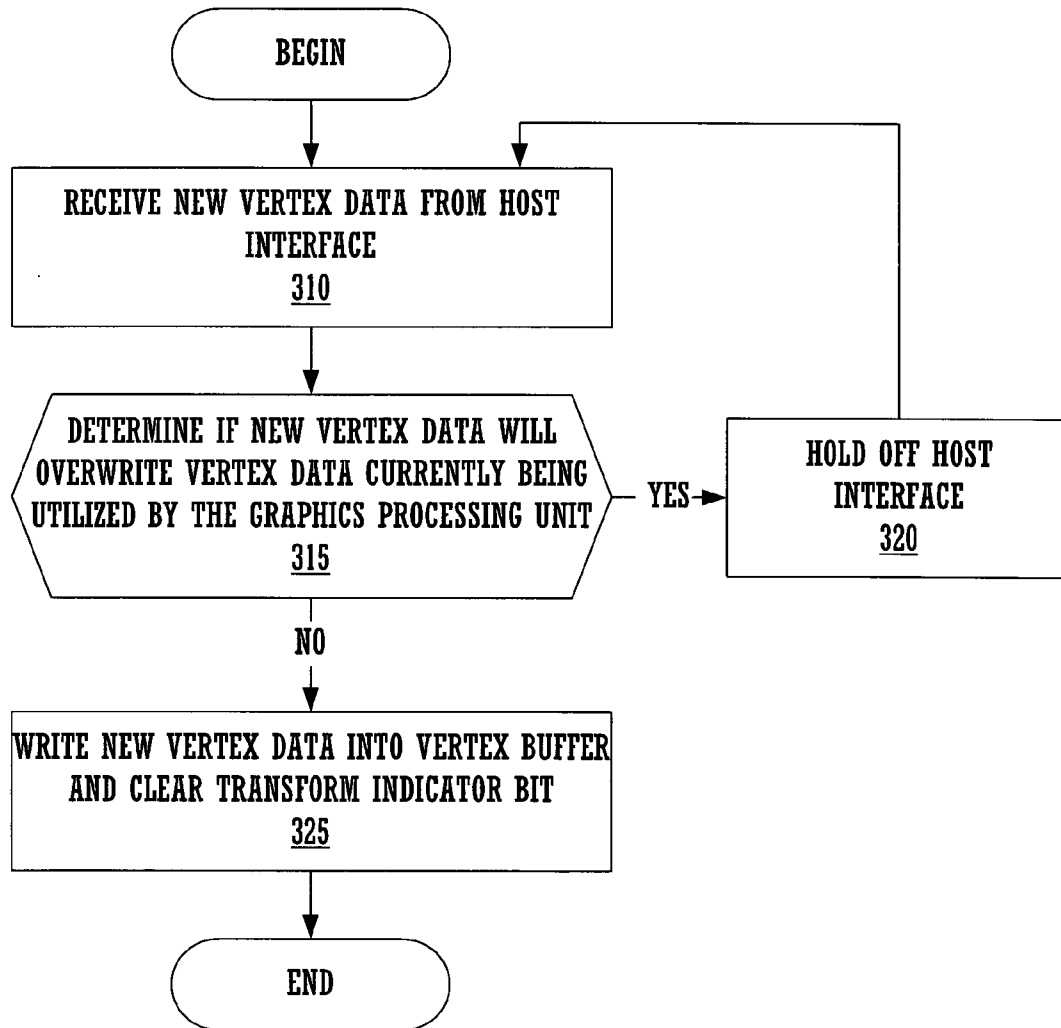 BEGIN
RECEIVE NEW VERTEX DATA FROM HOST
INTERFACE
310
DETERMINE IF NEW VERTEX DATA WILL
OVERWRITE VERTEX DATA CURRENTLY BEING
UTILIZED BY THE GRAPHICS PROCESSING UNIT
315
YES
HOLD OFF HOST
INTERFACE
320
NO
WRITE NEW VERTEX DATA INTO VERTEX BUFFER
AND CLEAR TRANSFORM INDICATOR BIT
325
END